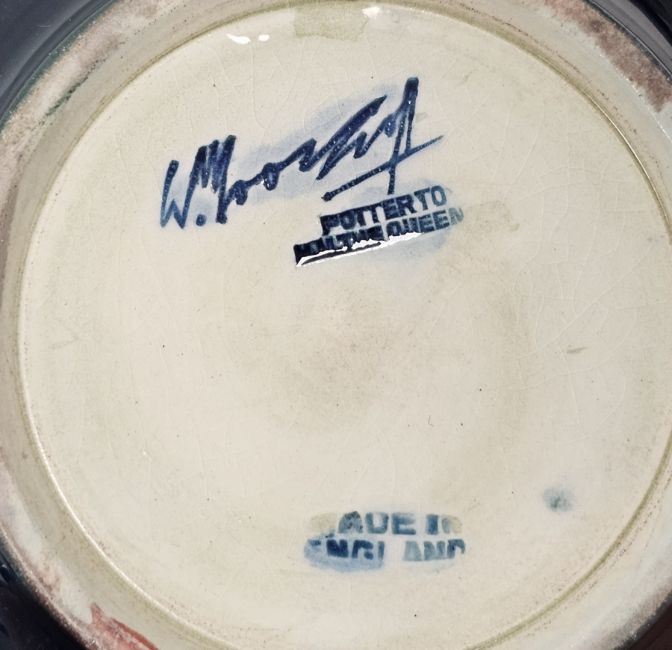 W. Moorcroft
POTTER TO
H.M. THE QUEEN
MADE IN
ENGLAND